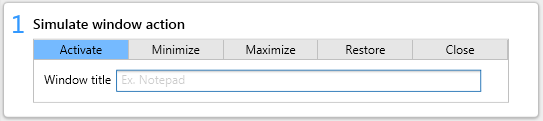 1 Simulate window action
Activate Minimize Maximize Restore Close
Window title Ex. Notepad